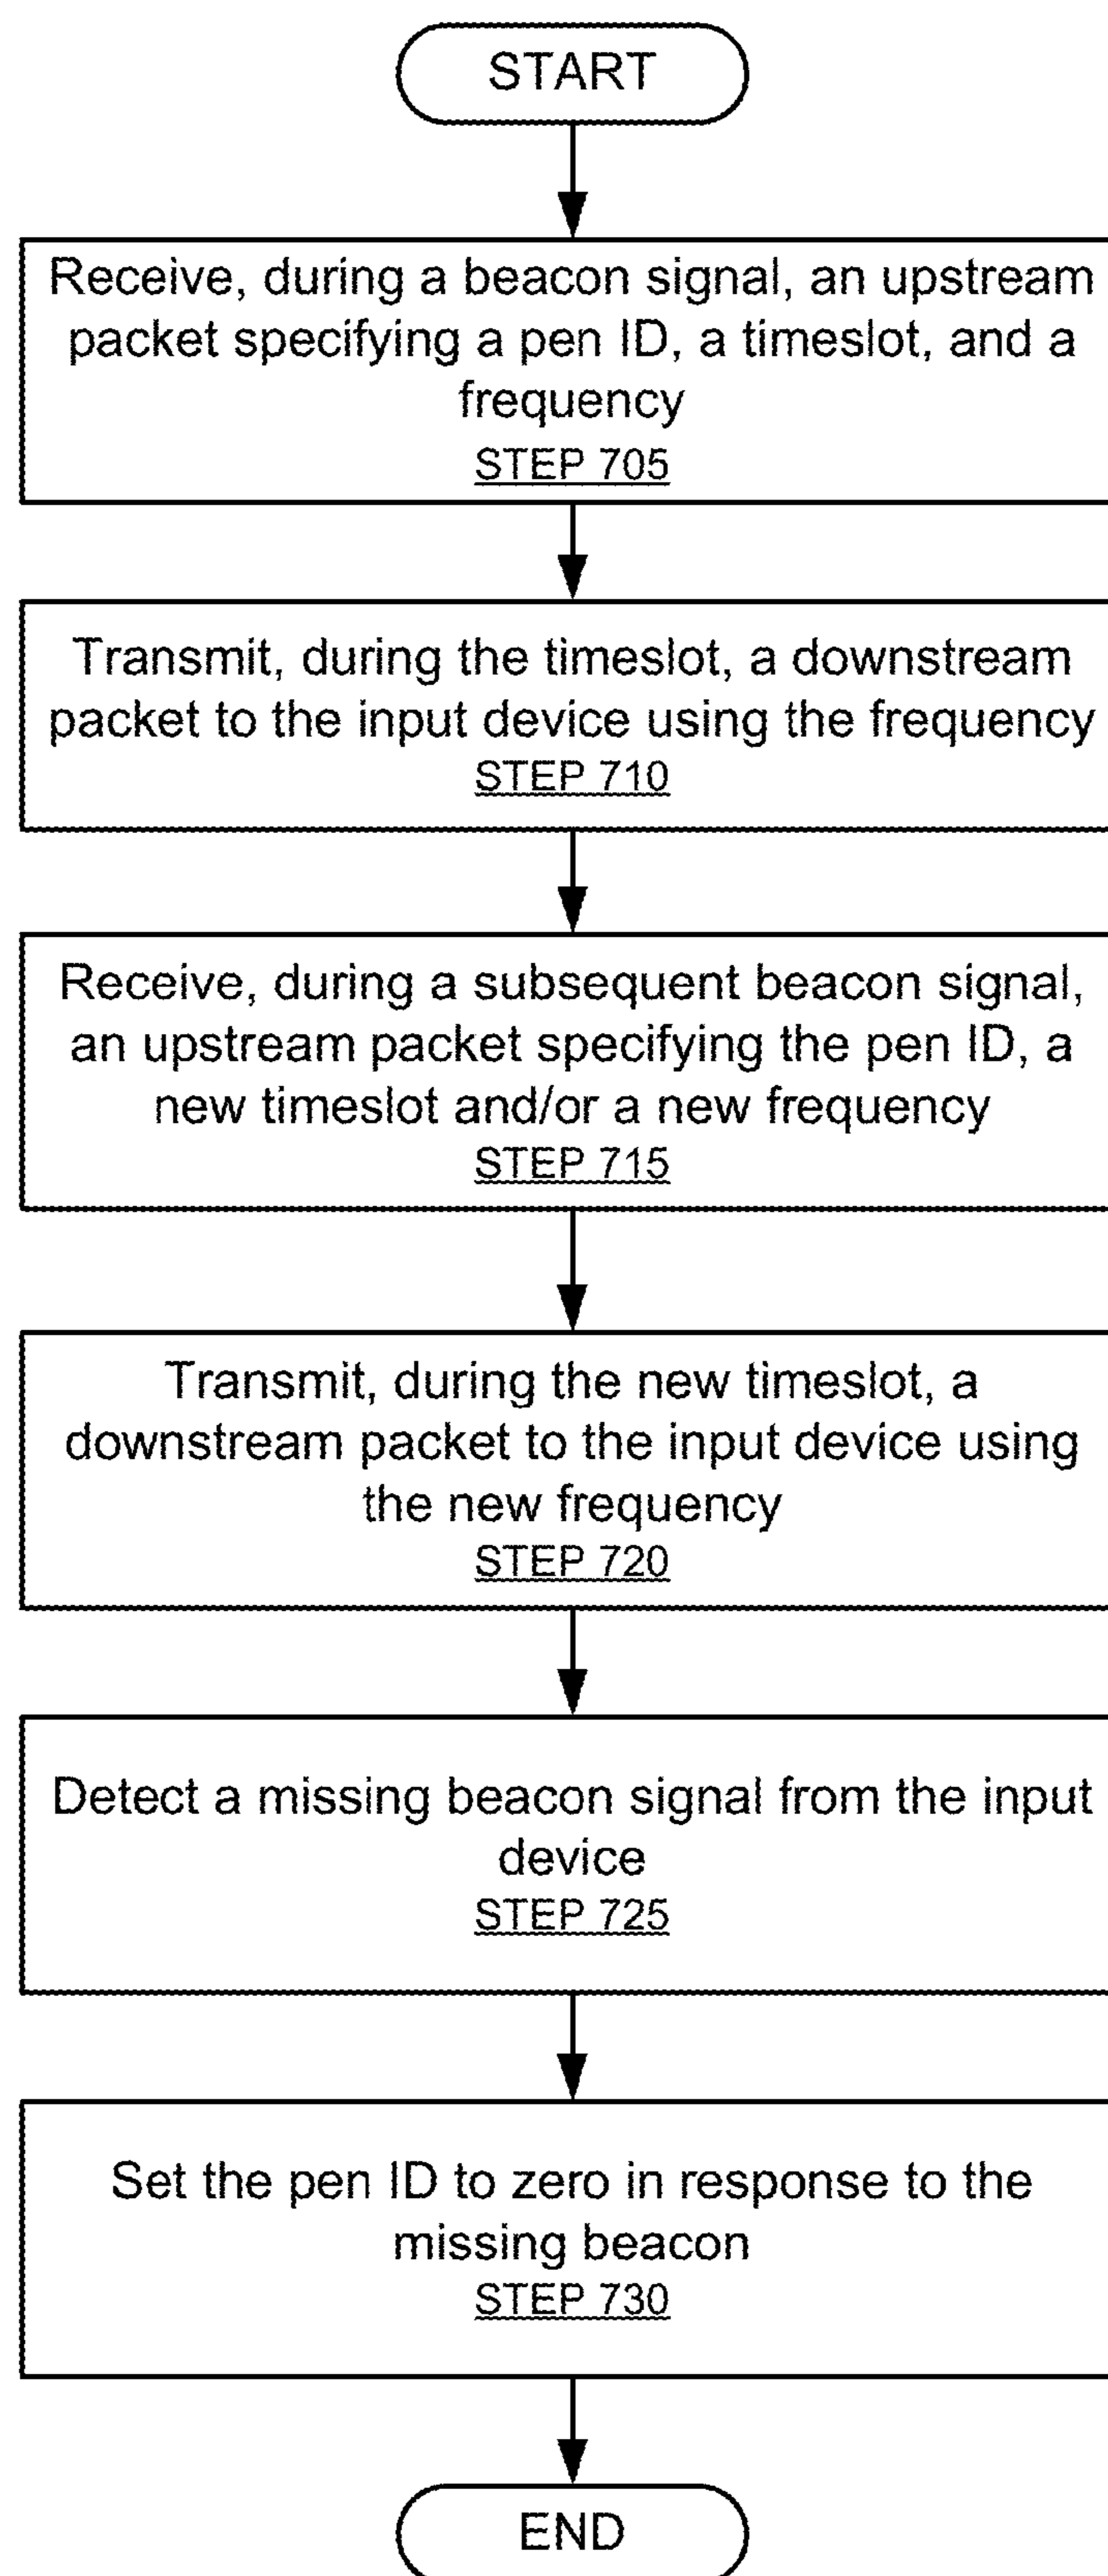 START
Receive, during a beacon signal, an upstream
packet specifying a pen ID, a timeslot, and a
frequency
STEP 705
Transmit, during the timeslot, a downstream
packet to the input device using the frequency
STEP 710
Receive, during a subsequent beacon signal,
an upstream packet specifying the pen ID, a
new timeslot and/or a new frequency
STEP 715
Transmit, during the new timeslot, a
downstream packet to the input device using
the new frequency
STEP 720
Detect a missing beacon signal from the input
device
STEP 725
Set the pen ID to zero in response to the
missing beacon
STEP 730
END